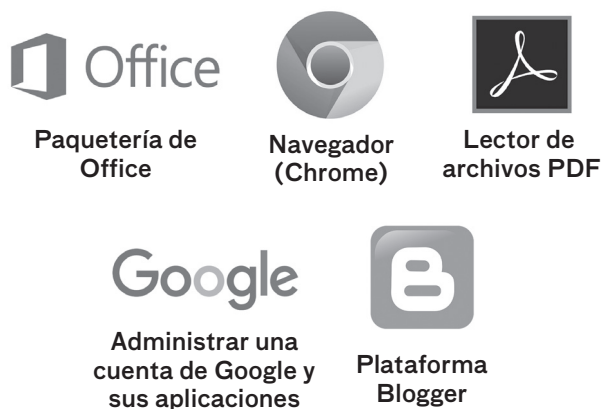 Office
Paquetería de
Office
Navegador
(Chrome)
Lector de
archivos PDF
Google
Administrar una
cuenta de Google y
sus aplicaciones
Plataforma
Blogger